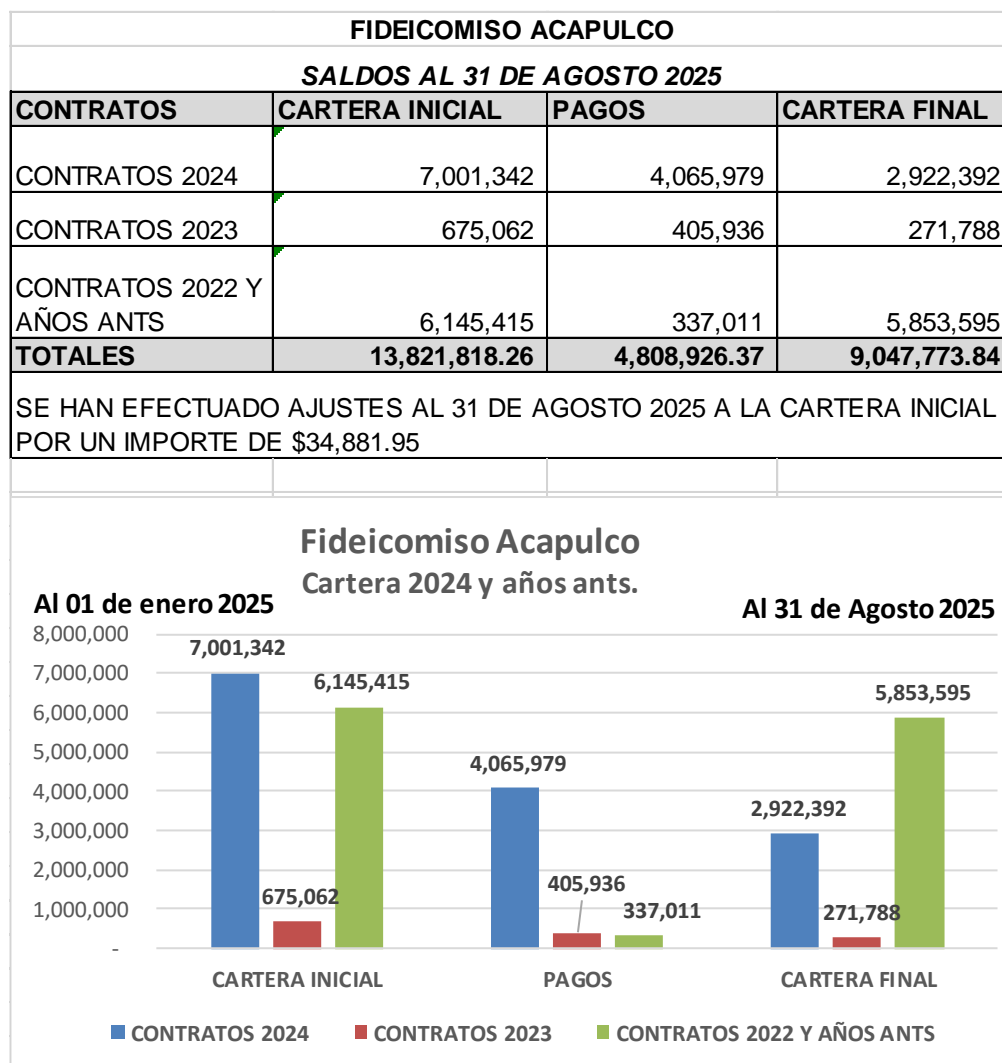 FIDEICOMISO ACAPULCO
SALDOS AL 31 DE AGOSTO 2025
CONTRATOS CARTERA INICIAL PAGOS CARTERA FINAL
CONTRATOS 2024 7,001,342 4,065,979 2,922,392
CONTRATOS 2023 675,062 405,936 271,788
CONTRATOS 2022 Y
AÑOS ANTS 6,145,415 337,011 5,853,595
TOTALES 13,821,818.26 4,808,926.37 9,047,773.84
SE HAN EFECTUADO AJUSTES AL 31 DE AGOSTO 2025 A LA CARTERA INICIAL
POR UN IMPORTE DE $34,881.95
Fideicomiso Acapulco
Cartera 2024 y años ants.
Al 01 de enero 2025
Al 31 de Agosto 2025
8,000,000
7,000,000
6,000,000
5,000,000
4,000,000
3,000,000
2,000,000
1,000,000
-
7,001,342
675,062
6,145,415
4,065,979
405,936
337,011
2,922,392
271,788
5,853,595
CARTERA INICIAL PAGOS CARTERA FINAL
CONTRATOS 2024 CONTRATOS 2023 CONTRATOS 2022 Y AÑOS ANTS